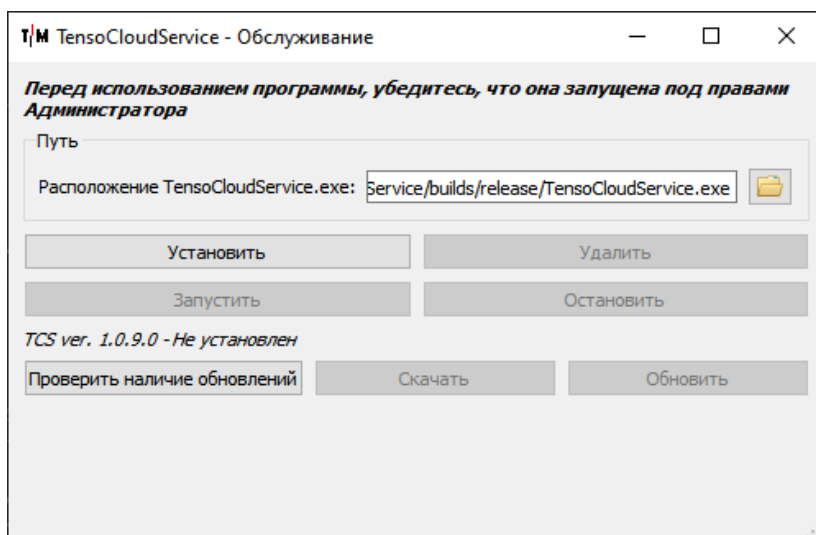 TM TensoCloudService - Обслуживание
Перед использованием программы, убедитесь, что она запущена под правами
Администратора
Путь
Расположение TensoCloudService.exe: Service/builds/release/TensoCloudService.exe
Установить Удалить
Запустить Остановить
TCS ver. 1.0.9.0 - Не установлен
Проверить наличие обновлений Скачать Обновить